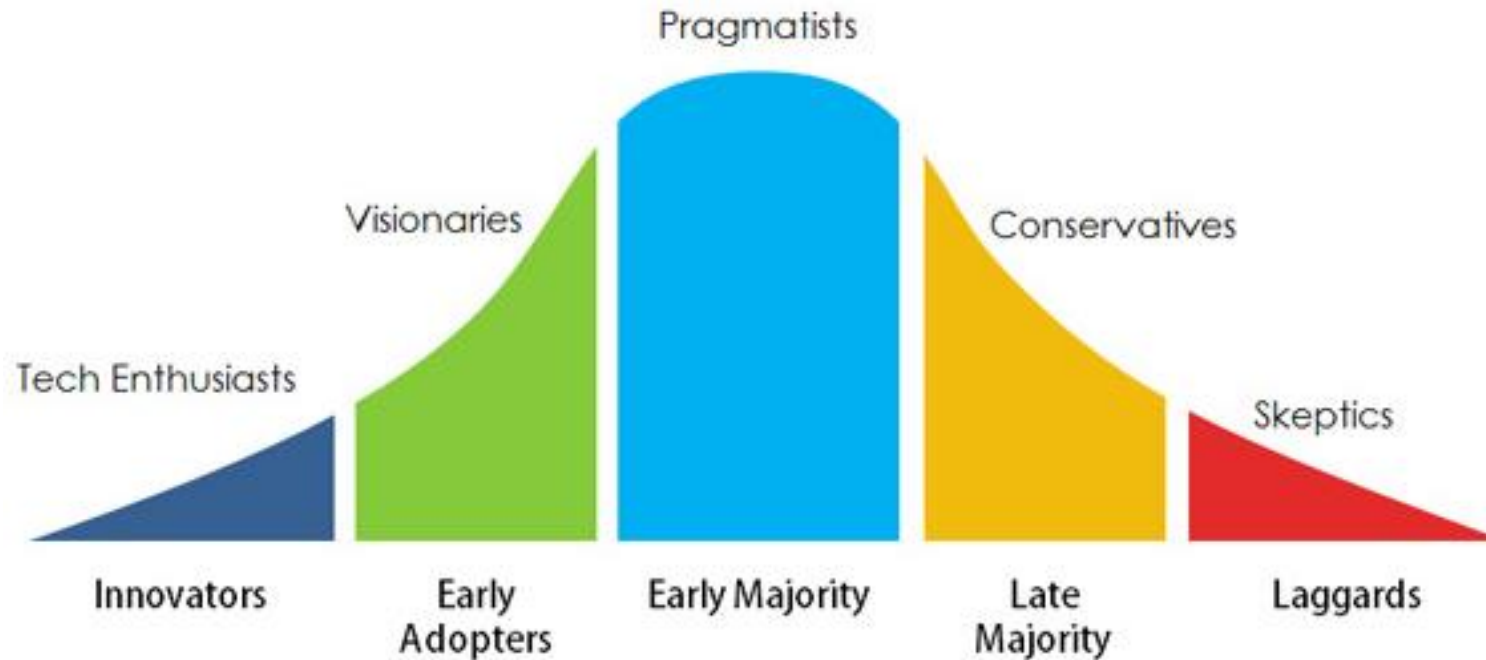 Pragmatists
Visionaries
Conservatives
Tech Enthusiasts
Skeptics
Innovators
Early
Adopters
Early Majority
Late
Majority
Laggards